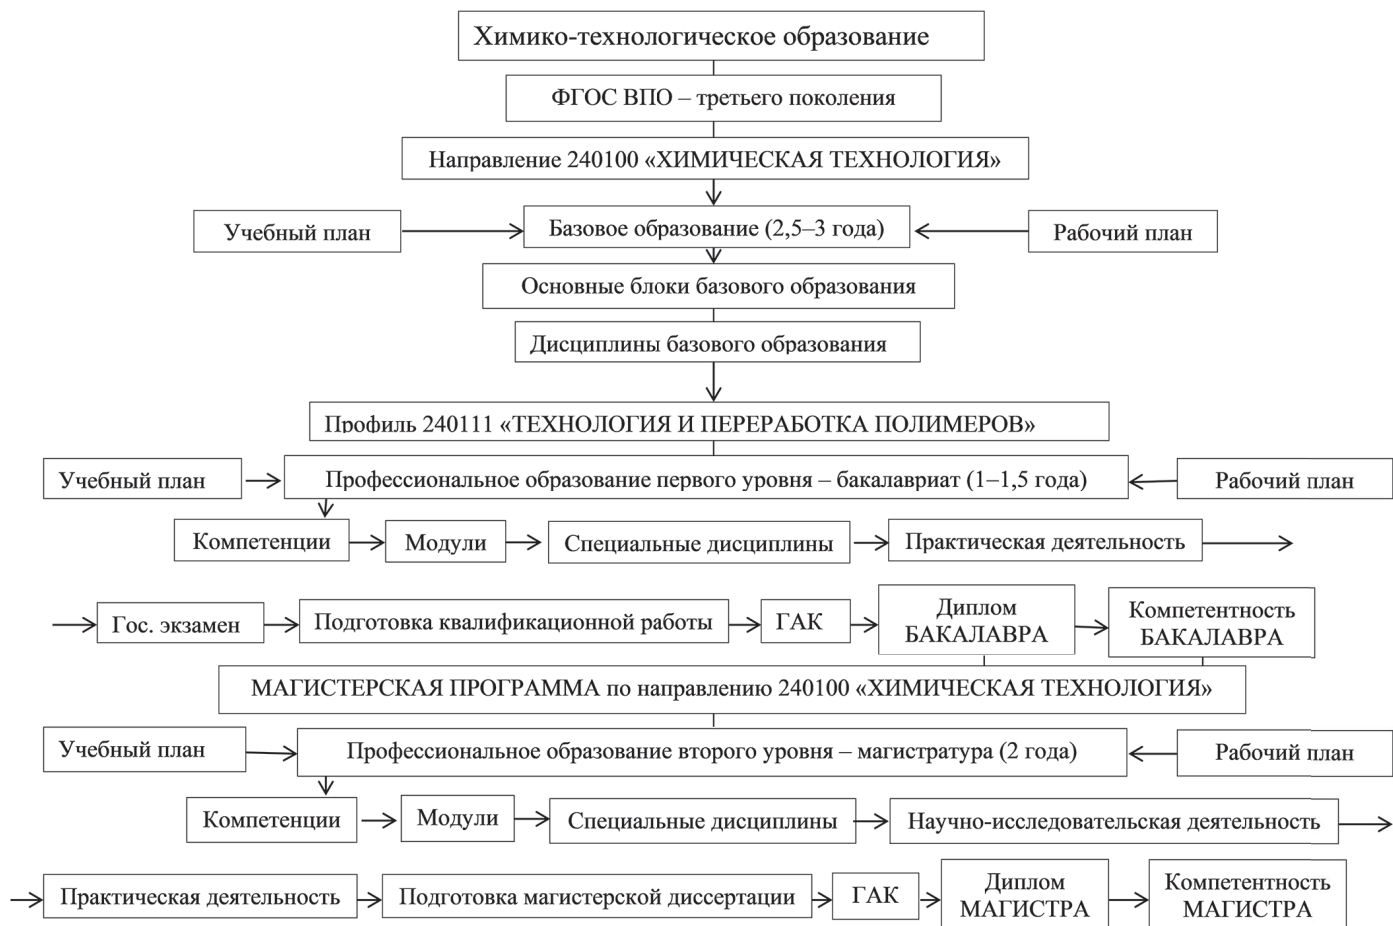 Химико-технологическое образование
ФГОС ВПО – третьего поколения
Направление 240100 «ХИМИЧЕСКАЯ ТЕХНОЛОГИЯ»
Учебный план
Базовое образование (2,5–3 года)
Рабочий план
Основные блоки базового образования
Дисциплины базового образования
Профиль 240111 «ТЕХНОЛОГИЯ И ПЕРЕРАБОТКА ПОЛИМЕРОВ»
Учебный план
Профессиональное образование первого уровня – бакалавриат (1–1,5 года)
Рабочий план
Компетенции
Модули
Специальные дисциплины
Практическая деятельность
Гос. экзамен
Подготовка квалификационной работы
ГАК
Диплом
БАКАЛАВРА
Компетентность
БАКАЛАВРА
МАГИСТЕРСКАЯ ПРОГРАММА по направлению 240100 «ХИМИЧЕСКАЯ ТЕХНОЛОГИЯ»
Учебный план
Профессиональное образование второго уровня – магистратура (2 года)
Рабочий план
Компетенции
Модули
Специальные дисциплины
Научно-исследовательская деятельность
Практическая деятельность
Подготовка магистерской диссертации
ГАК
Диплом
МАГИСТРА
Компетентность
МАГИСТРА